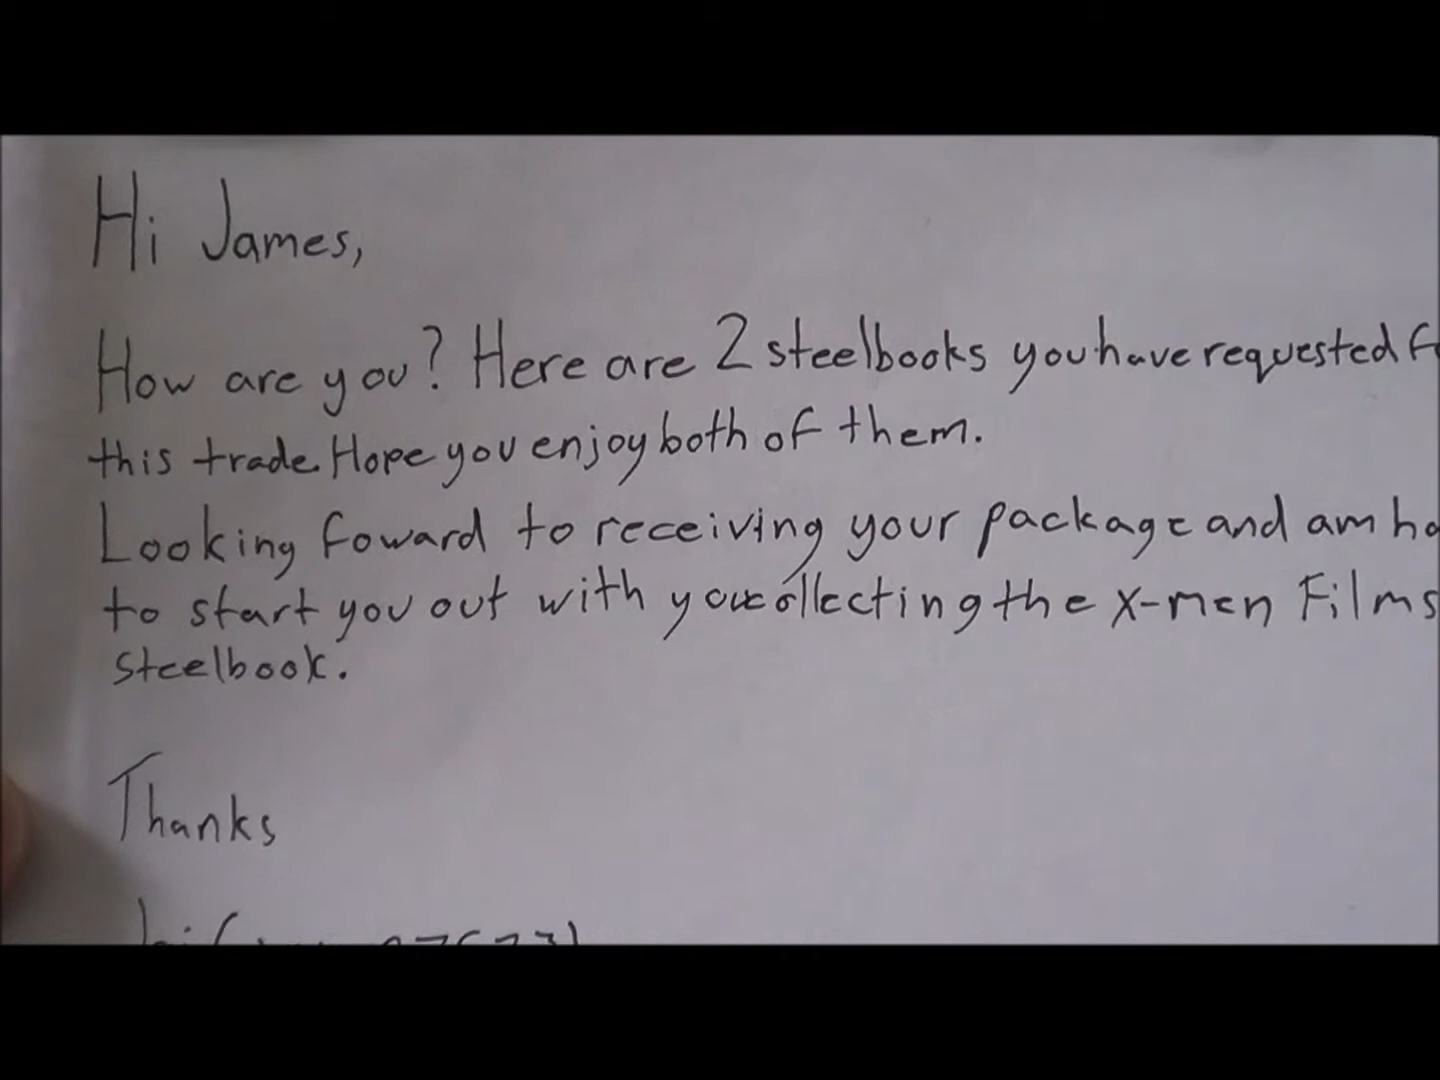 Hi James,
How are you? Here are 2 steelbooks you have requested
this trade. Hope you enjoy both of them.
Looking foward to receiving your package and am
to start you out with you collecting the X-men Films
steelbook.
Thanks